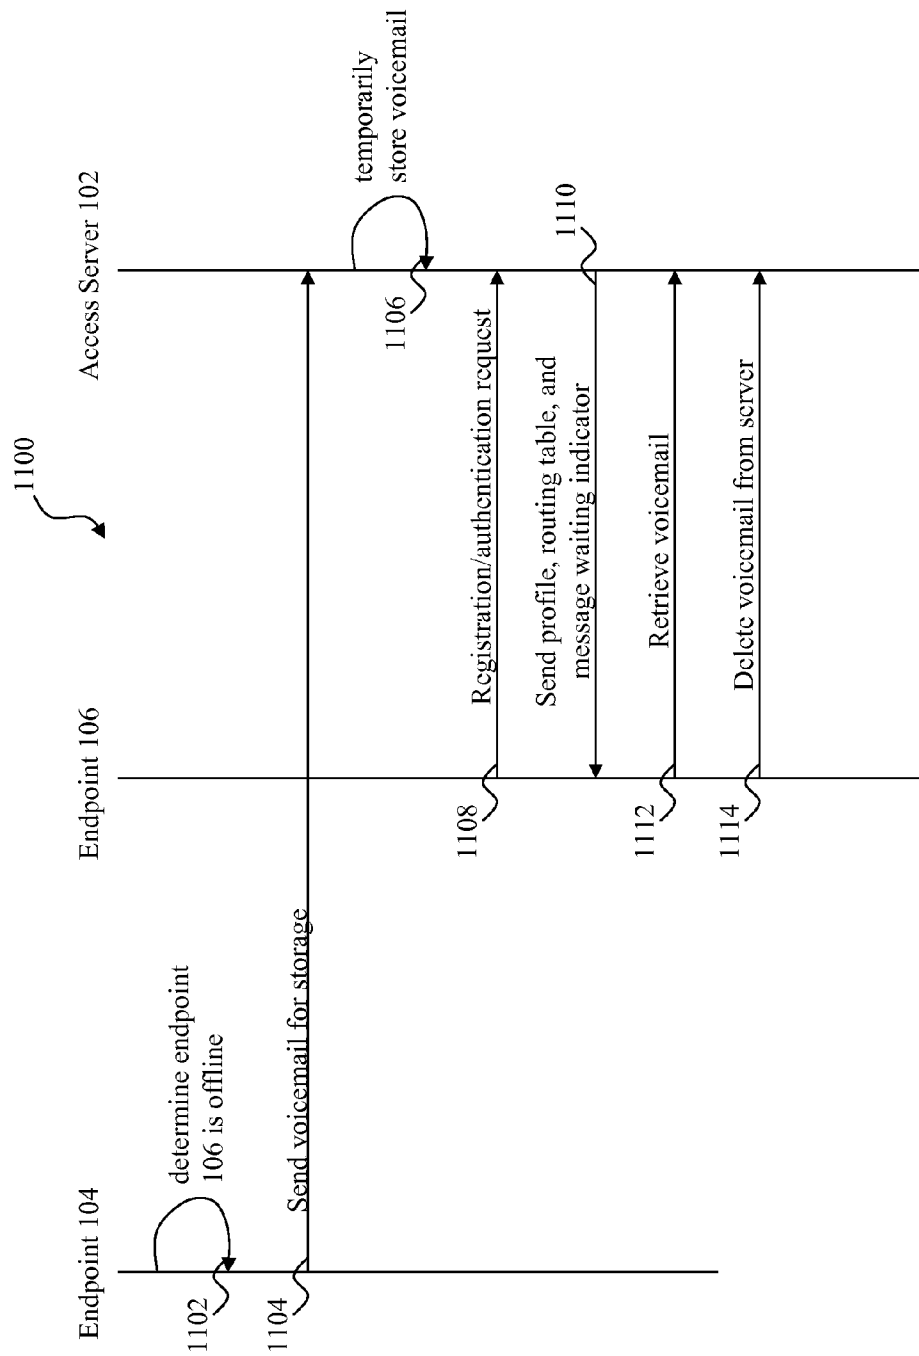 1100
Endpoint 104
Endpoint 106
Access Server 102
determine endpoint
106 is offline
1102
Send voicemail for storage
1104
temporarily
store voicemail
1106
Registration/authentication request
1108
Send profile, routing table, and
message waiting indicator
1110
Retrieve voicemail
1112
Delete voicemail from server
1114